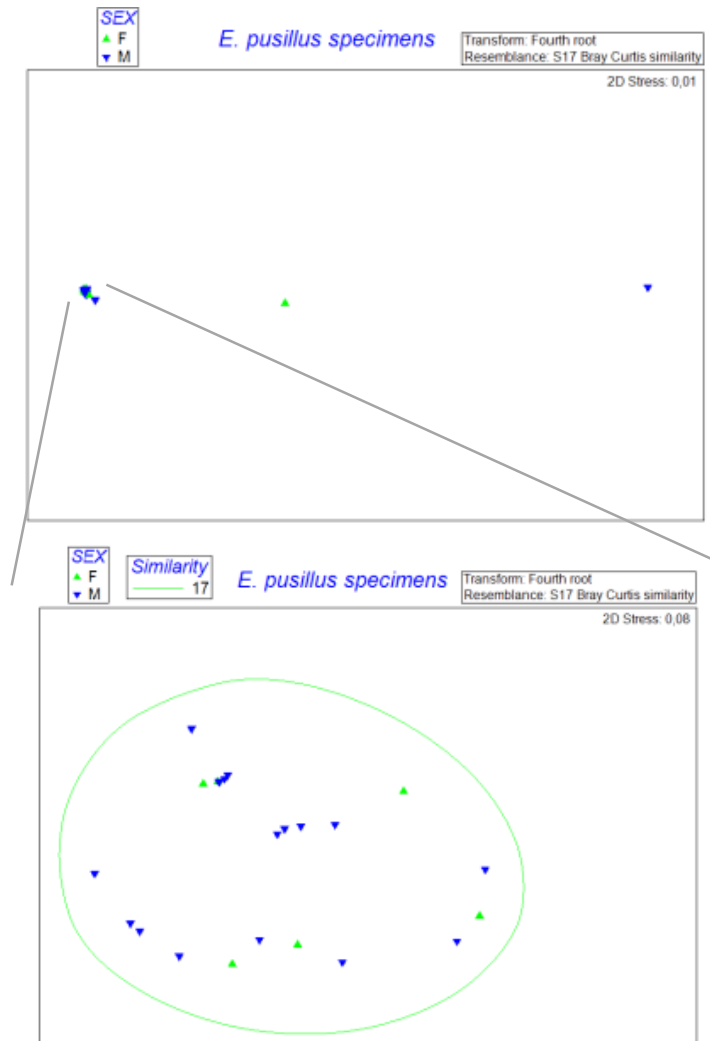 SEX
F
M
E. pusillus specimens
Transform: Fourth root
Resemblance: S17 Bray Curtis similarity
2D Stress: 0,01
SEX
F
M
Similarity
17
E. pusillus specimens
Transform: Fourth root
Resemblance: S17 Bray Curtis similarity
2D Stress: 0,08